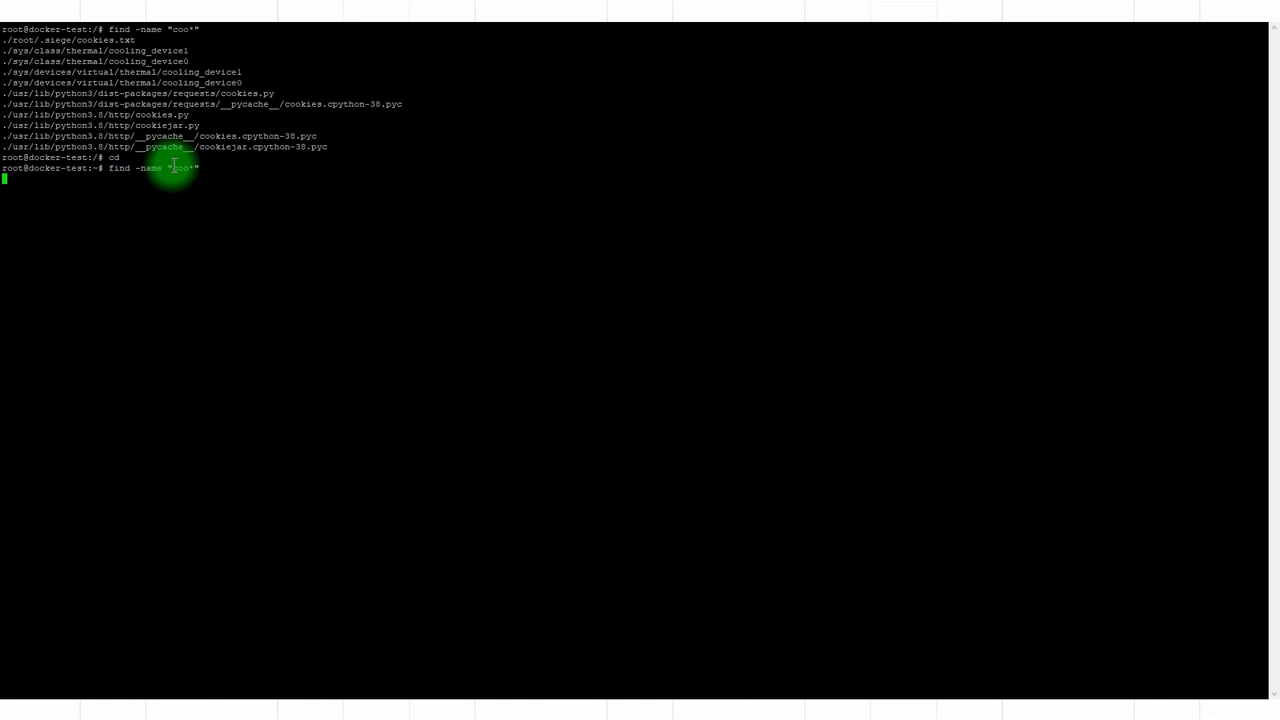 root@docker-test:/# find -name "coo*"
./root/.siege/cookies.txt
./sys/class/thermal/cooling_device1
./sys/class/thermal/cooling_device0
./sys/devices/virtual/thermal/cooling_device1
./sys/devices/virtual/thermal/cooling_device0
./usr/lib/python3/dist-packages/requests/cookies.py
./usr/lib/python3/dist-packages/requests/__pycache__/cookies.cpython-38.pyc
./usr/lib/python3.8/http/cookies.py
./usr/lib/python3.8/http/cookiejar.py
./usr/lib/python3.8/http/__pycache__/cookies.cpython-38.pyc
./usr/lib/python3.8/http/__pycache__/cookiejar.cpython-38.pyc
root@docker-test:/# cd
root@docker-test:~# find -name "coo*"